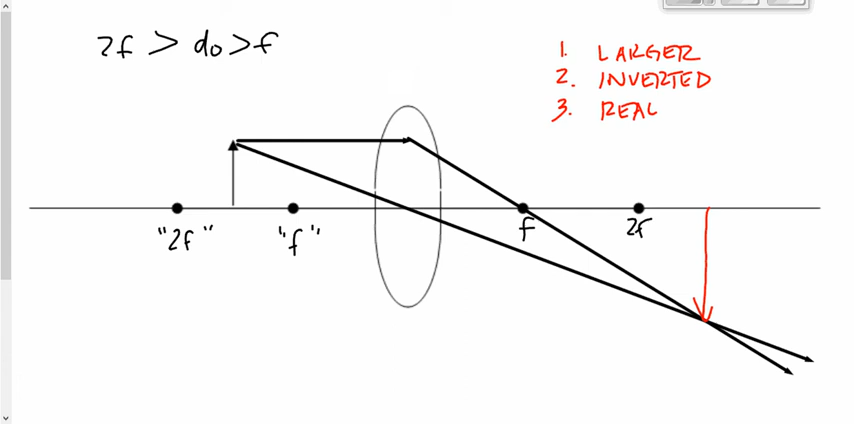 2f > do > f
1. LARGER
2. INVERTED
3. REAL
"2f" "f" f 2f